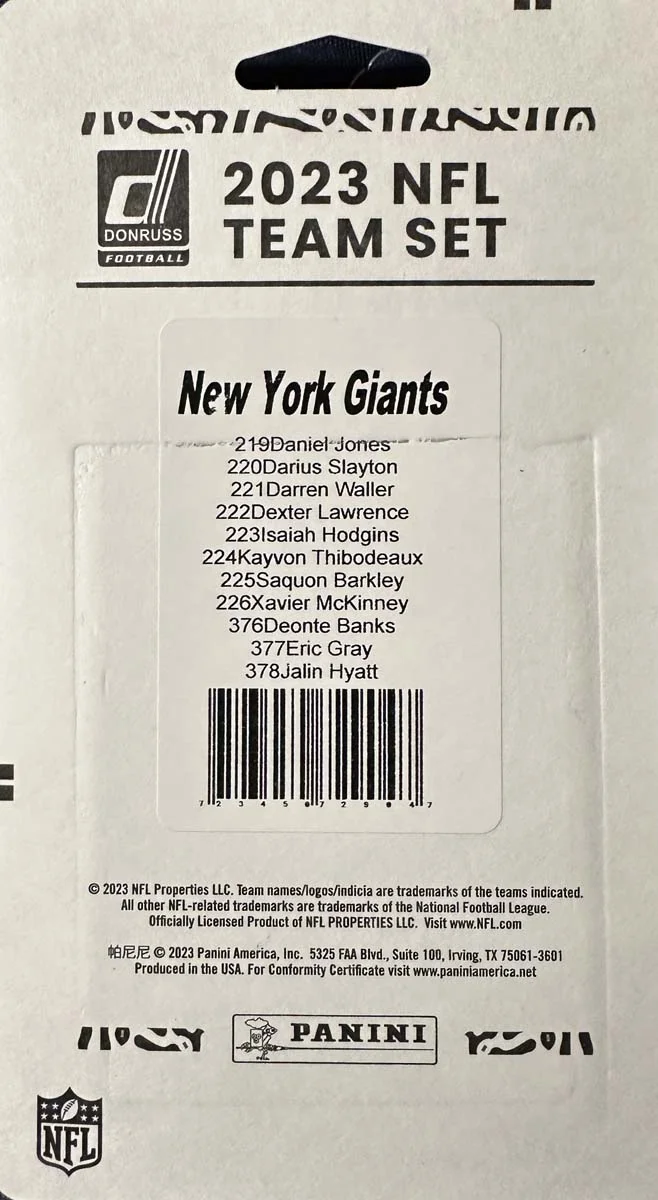 DONRUSS
FOOTBALL
2023 NFL
TEAM SET
New York Giants
219Daniel Jones
220Darius Slayton
221Darren Waller
222Dexter Lawrence
223Isaiah Hodgins
224Kayvon Thibodeaux
225Saquon Barkley
226Xavier McKinney
376Deonte Banks
377Eric Gray
378Jalin Hyatt
7 2 3 4 5 0 7 2 9 0 4 7
© 2023 NFL Properties LLC. Team names/logos/indicia are trademarks of the teams indicated.
All other NFL-related trademarks are trademarks of the National Football League.
Officially Licensed Product of NFL PROPERTIES LLC. Visit www.NFL.com
帕尼尼 © 2023 Panini America, Inc. 5325 FAA Blvd., Suite 100, Irving, TX 75061-3601
Produced in the USA. For Conformity Certificate visit www.paniniamerica.net
PANINI
NFL